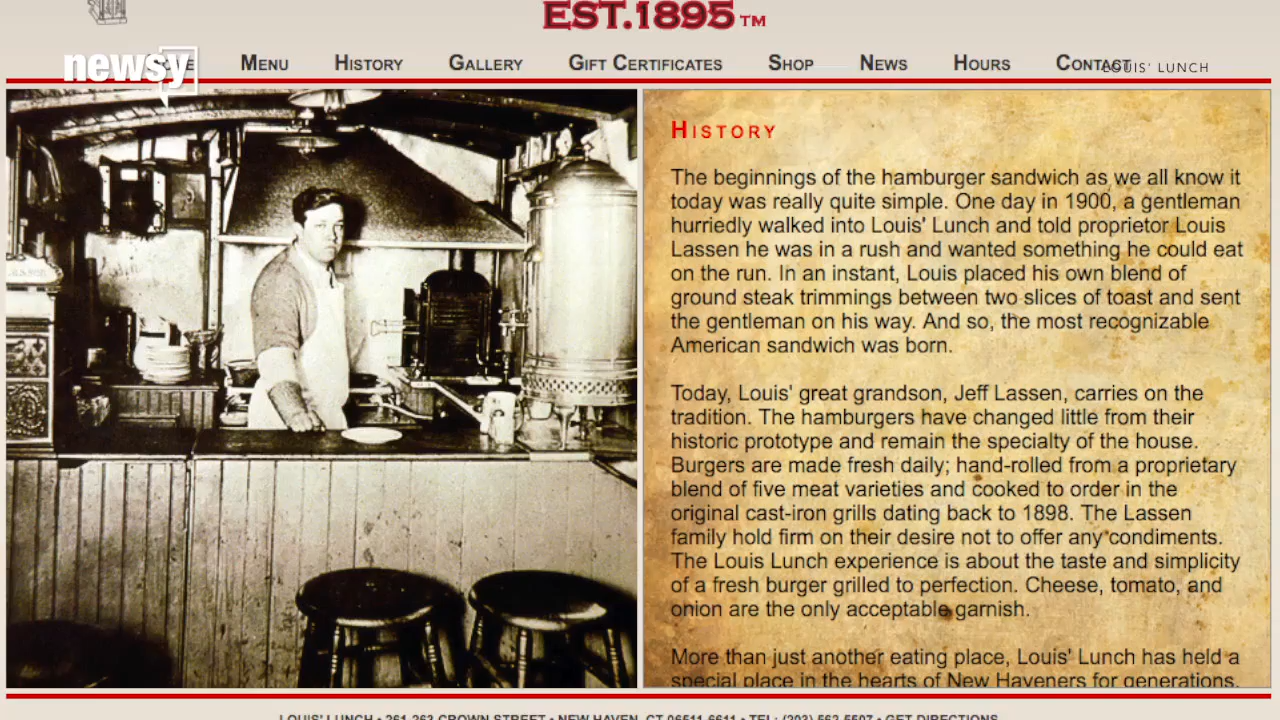 EST.1895 TM
newsy
MENU HISTORY GALLERY GIFT CERTIFICATES SHOP NEWS HOURS CONTACT
LOUIS' LUNCH
HISTORY
The beginnings of the hamburger sandwich as we all know it
today was really quite simple. One day in 1900, a gentleman
hurriedly walked into Louis' Lunch and told proprietor Louis
Lassen he was in a rush and wanted something he could eat
on the run. In an instant, Louis placed his own blend of
ground steak trimmings between two slices of toast and sent
the gentleman on his way. And so, the most recognizable
American sandwich was born.
Today, Louis' great grandson, Jeff Lassen, carries on the
tradition. The hamburgers have changed little from their
historic prototype and remain the specialty of the house.
Burgers are made fresh daily; hand-rolled from a proprietary
blend of five meat varieties and cooked to order in the
original cast-iron grills dating back to 1898. The Lassen
family hold firm on their desire not to offer any condiments.
The Louis Lunch experience is about the taste and simplicity
of a fresh burger grilled to perfection. Cheese, tomato, and
onion are the only acceptable garnish.
More than just another eating place, Louis' Lunch has held a
special place in the hearts of New Haveners for generations.
LOUIS' LUNCH • 261-263 CROWN STREET • NEW HAVEN, CT 06511-6611 • TEL: (203) 562-5507 • GET DIRECTIONS